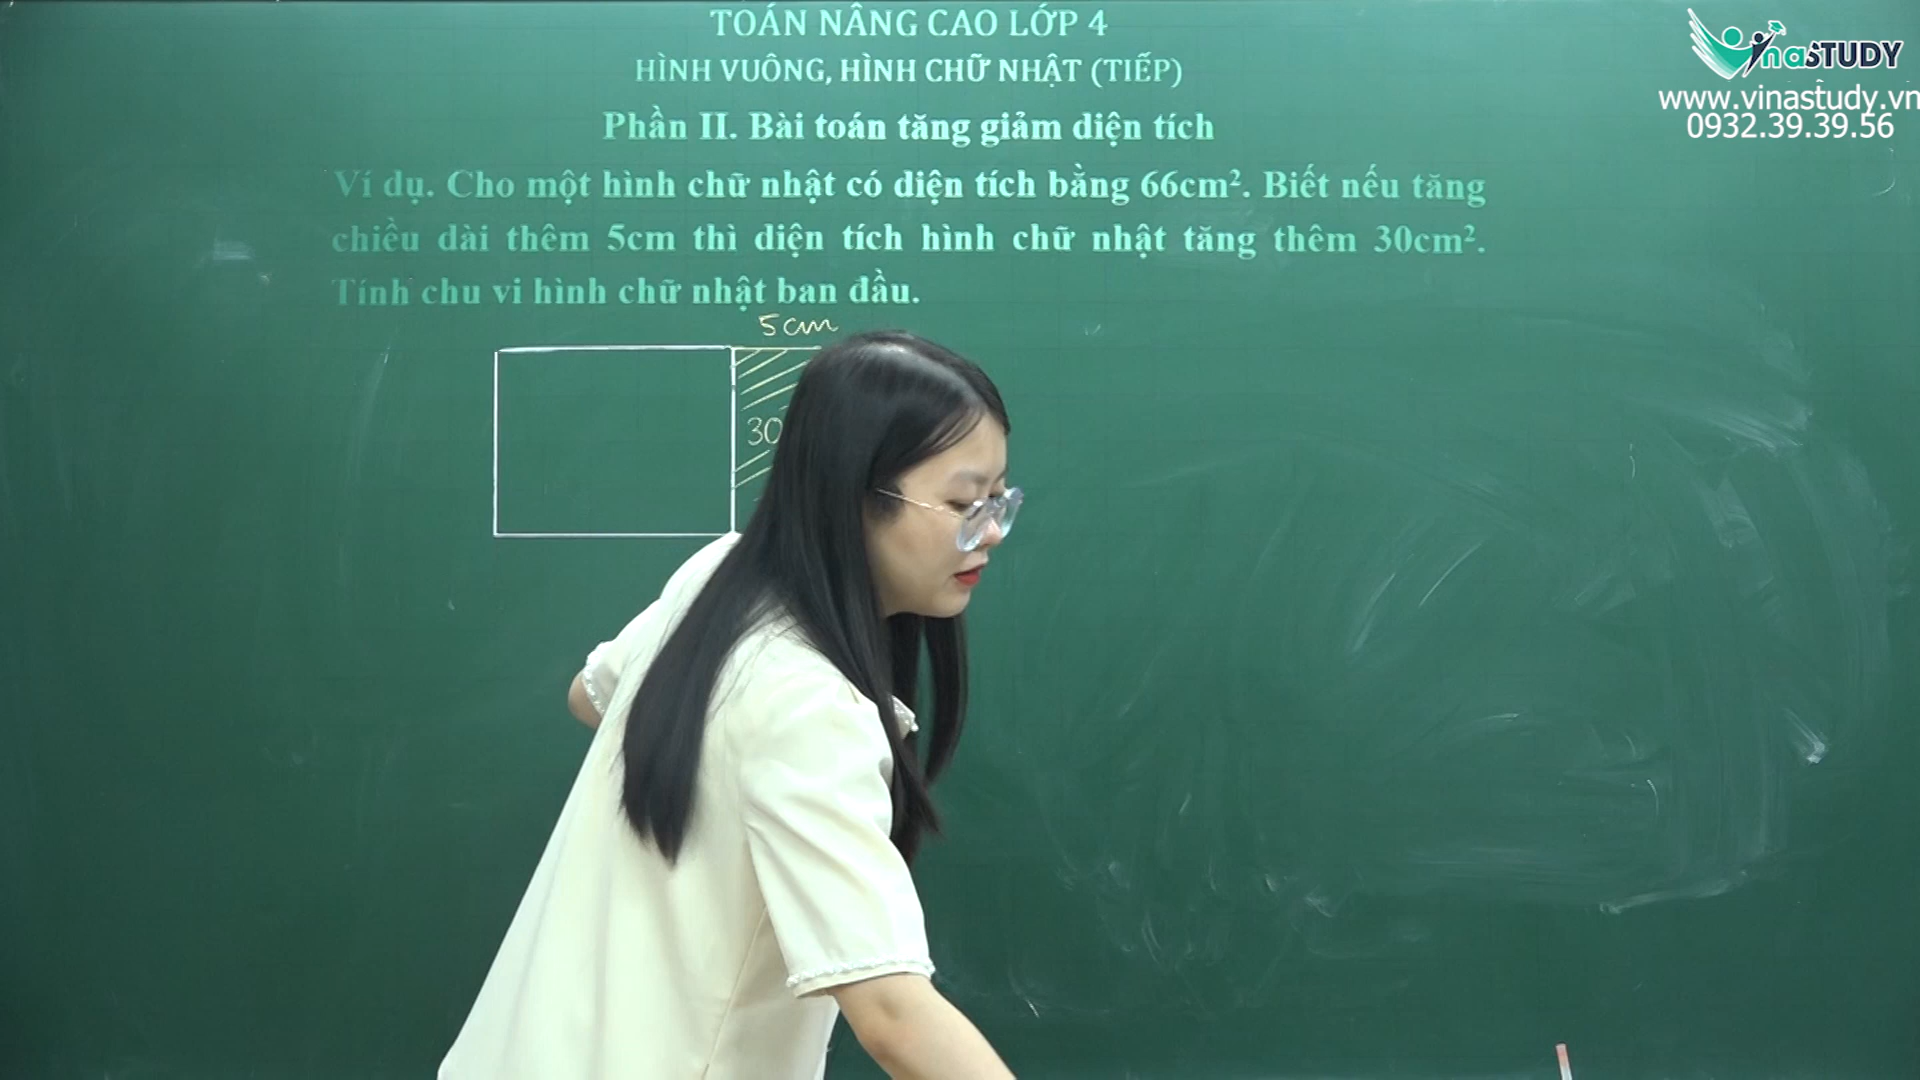 TOÁN NÂNG CAO LỚP 4
HÌNH VUÔNG, HÌNH CHỮ NHẬT (TIẾP)
Phần II. Bài toán tăng giảm diện tích
Ví dụ. Cho một hình chữ nhật có diện tích bằng 66cm². Biết nếu tăng
chiều dài thêm 5cm thì diện tích hình chữ nhật tăng thêm 30cm².
Tính chu vi hình chữ nhật ban đầu.
5cm
30
VinaSTUDY
www.vinastudy.vn
0932.39.39.56